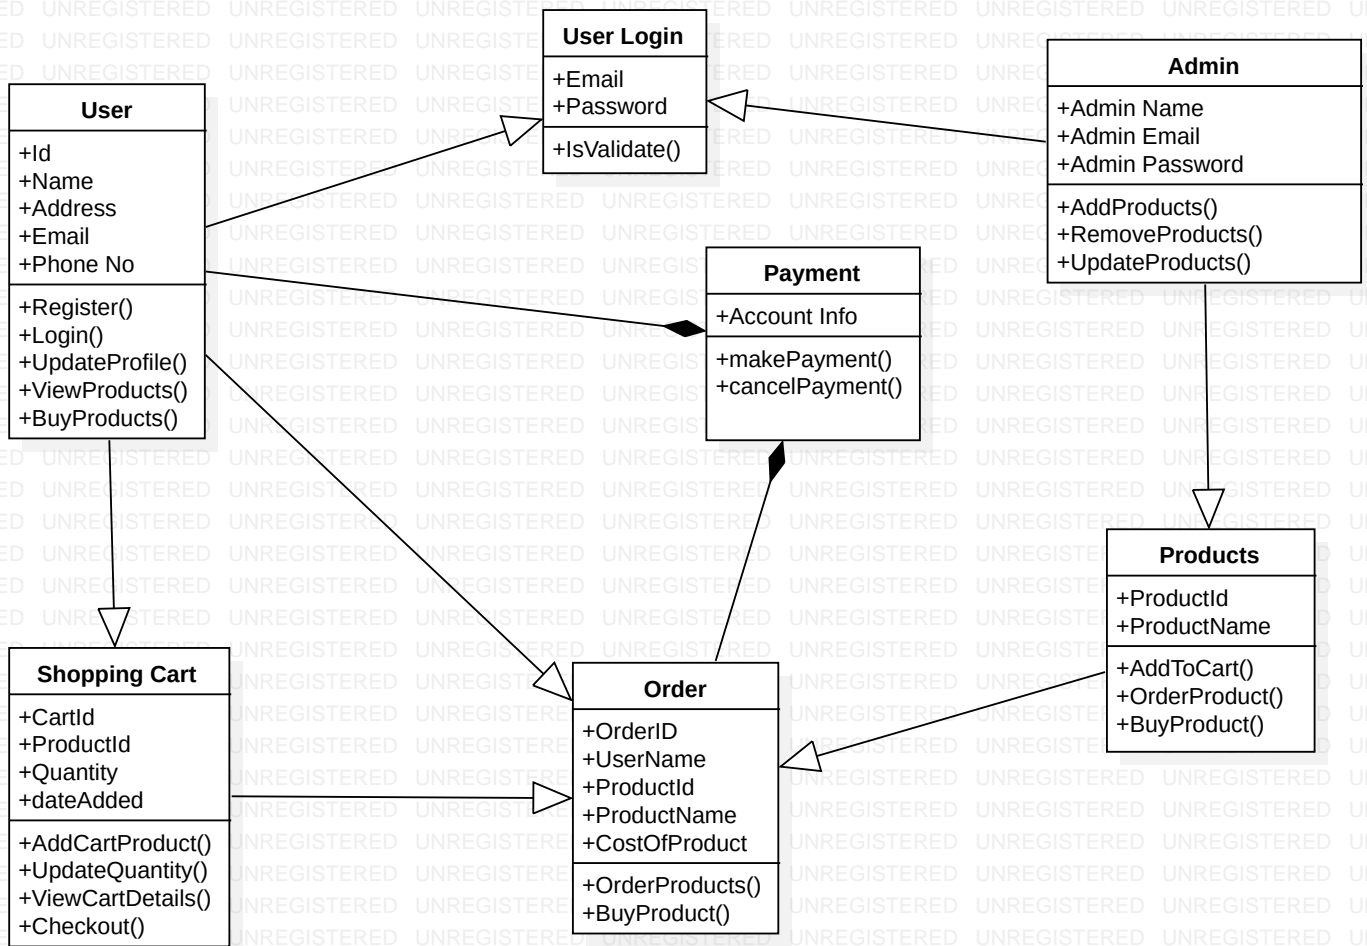 User Login
+Email
+Password
+IsValidate()
Admin
+Admin Name
+Admin Email
+Admin Password
+AddProducts()
+RemoveProducts()
+UpdateProducts()
User
+Id
+Name
+Address
+Email
+Phone No
+Register()
+Login()
+UpdateProfile()
+ViewProducts()
+BuyProducts()
Payment
+Account Info
+makePayment()
+cancelPayment()
Products
+ProductId
+ProductName
+AddToCart()
+OrderProduct()
+BuyProduct()
Shopping Cart
+CartId
+ProductId
+Quantity
+dateAdded
+AddCartProduct()
+UpdateQuantity()
+ViewCartDetails()
+Checkout()
Order
+OrderID
+UserName
+ProductId
+ProductName
+CostOfProduct
+OrderProducts()
+BuyProduct()
UNREGISTERED